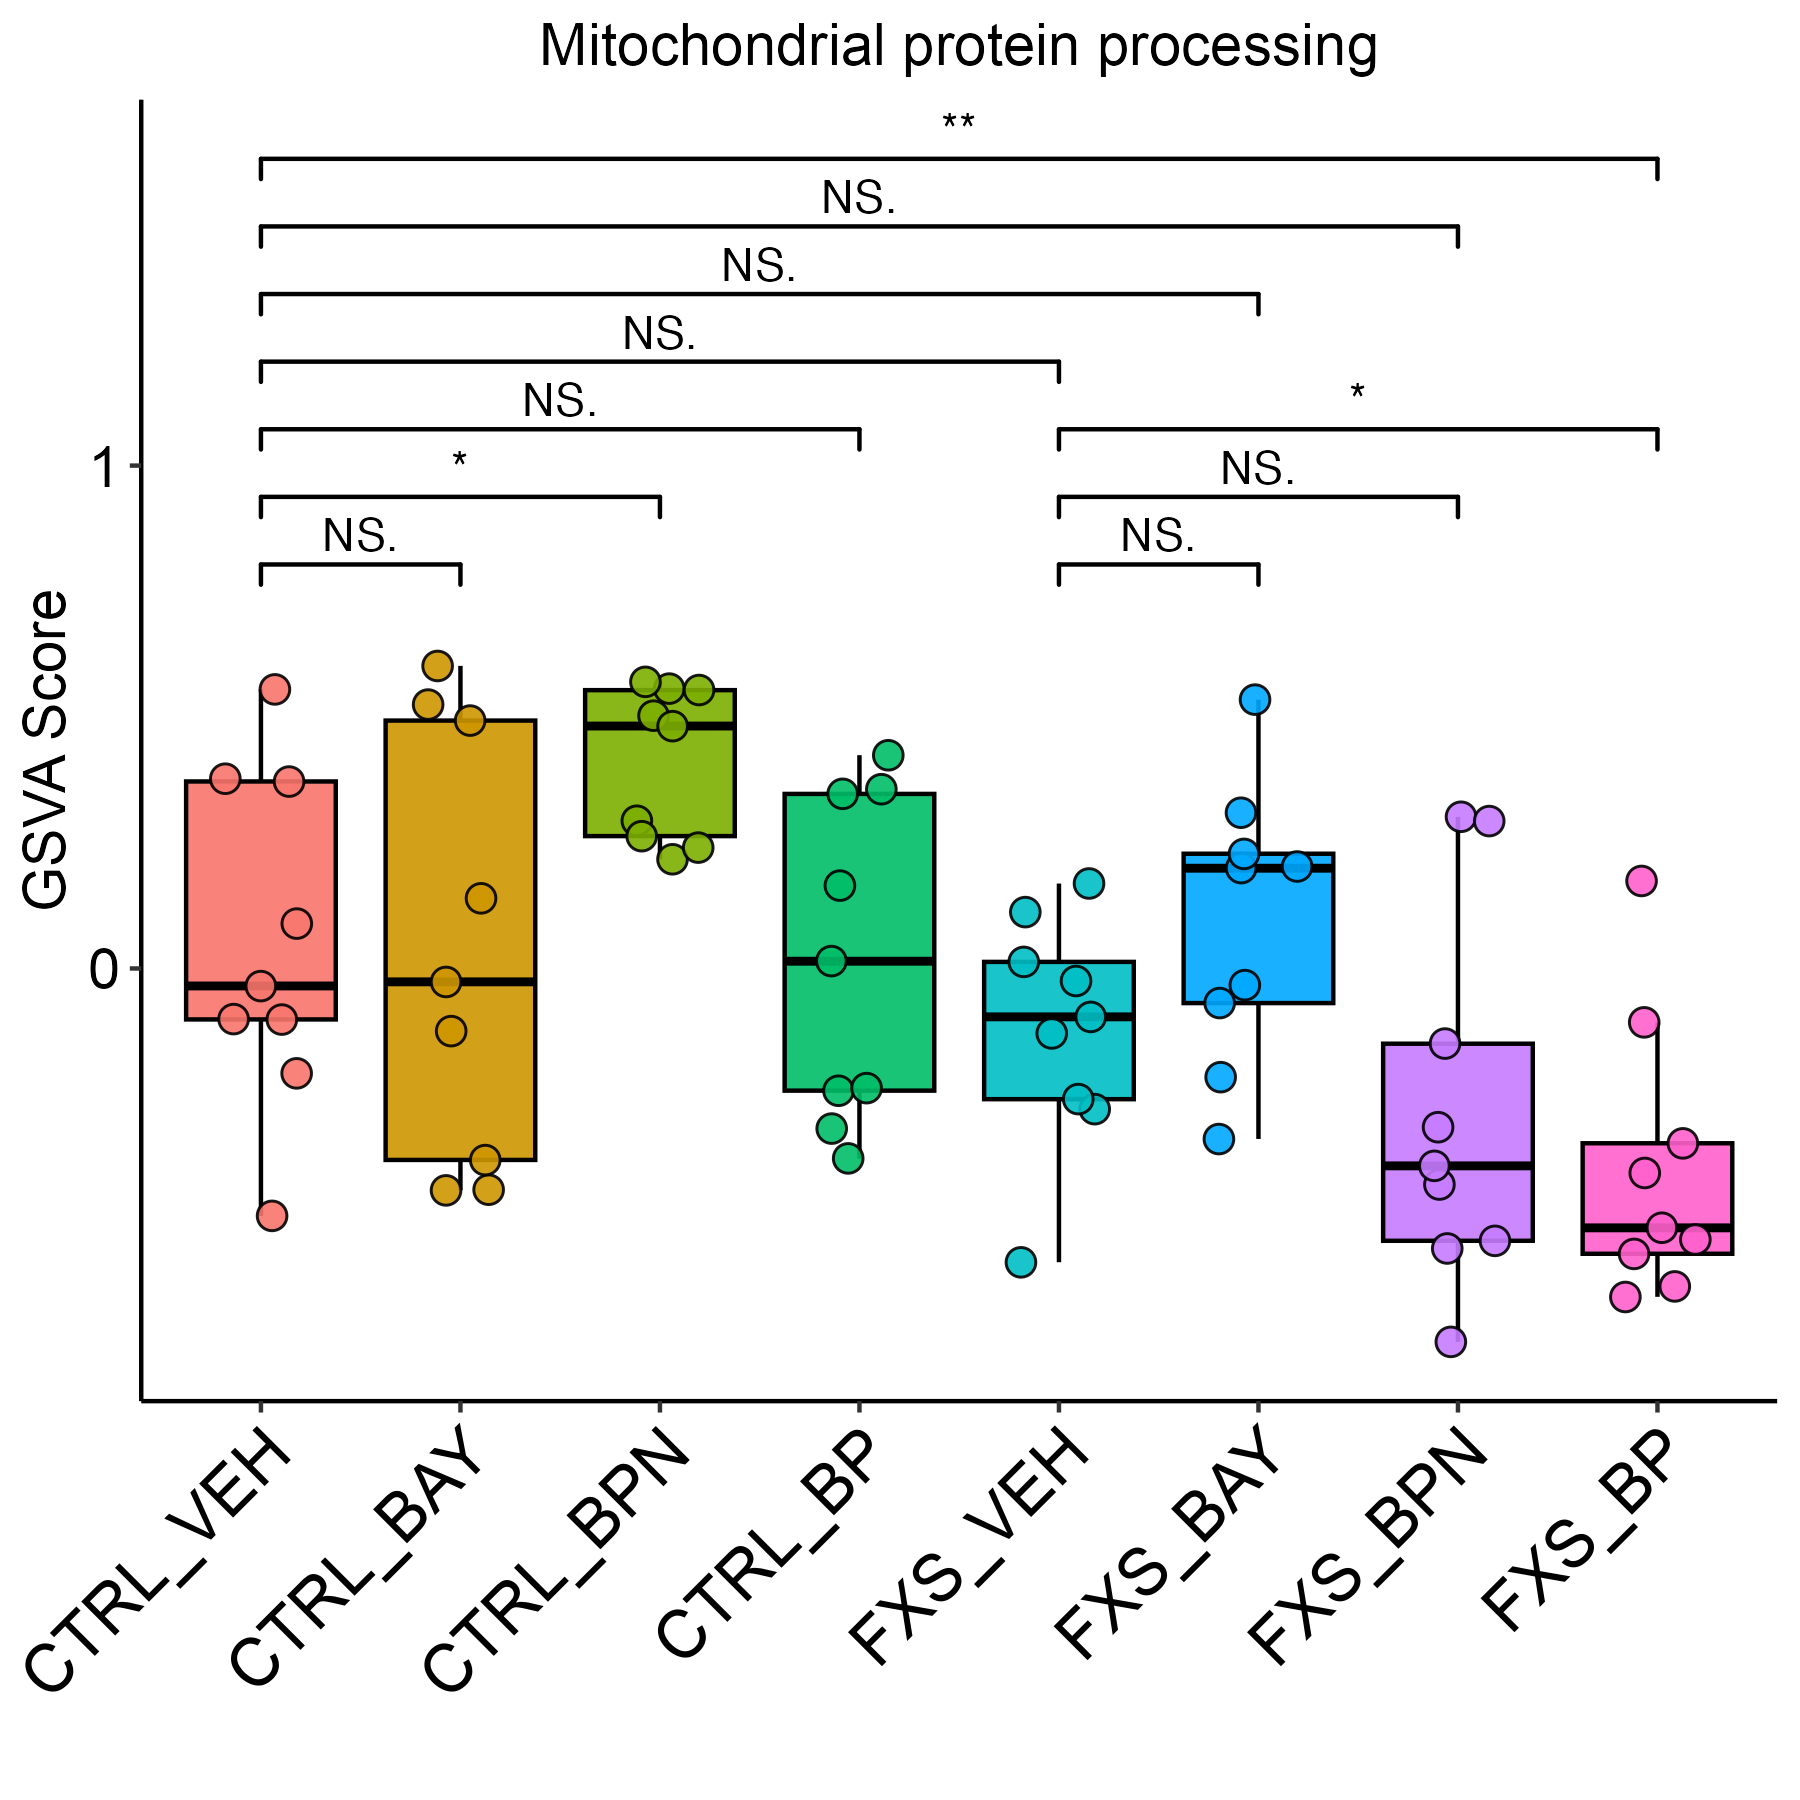 Mitochondrial protein processing
**
NS.
NS.
NS.
NS.
*
*
NS.
NS.
NS.
1
0
GSVA Score
CTRL_VEH
CTRL_BAY
CTRL_BPN
CTRL_BP
FXS_VEH
FXS_BAY
FXS_BPN
FXS_BP